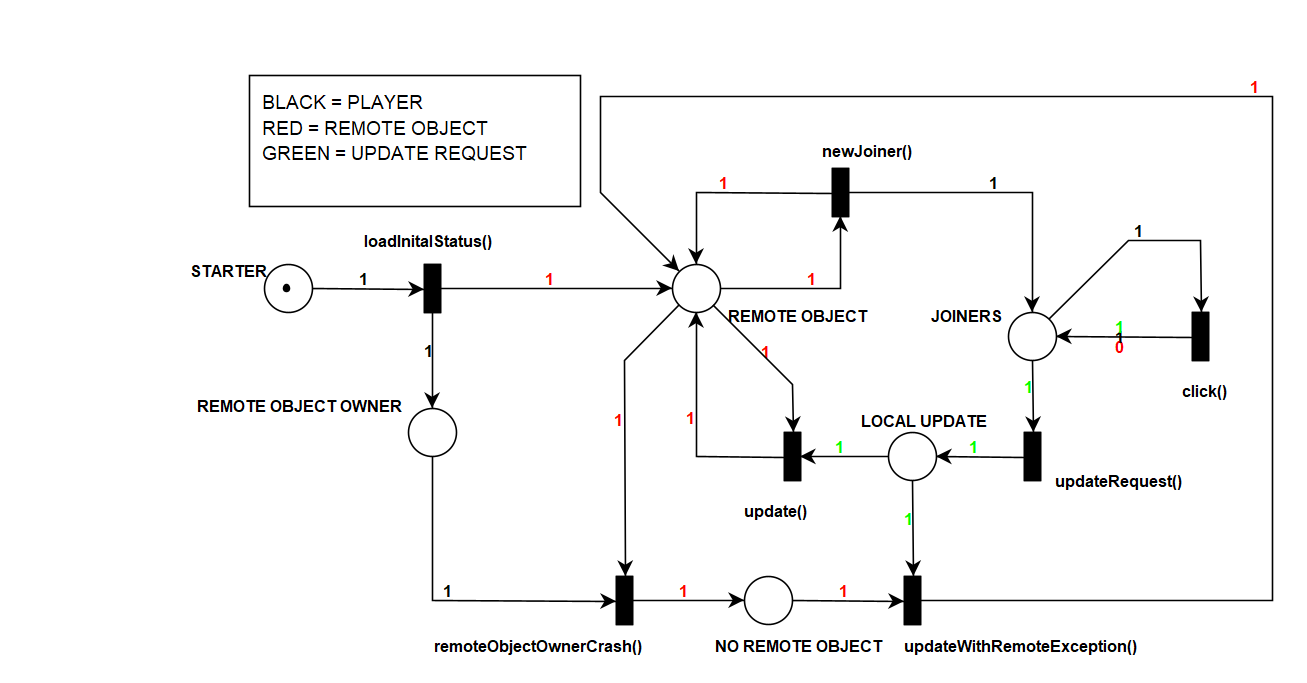 1
BLACK = PLAYER
RED = REMOTE OBJECT
GREEN = UPDATE REQUEST
newJoiner()
1
1
loadInitalStatus()
1
STARTER
1
1
1
REMOTE OBJECT
JOINERS
1
1
0
1
1
click()
1
REMOTE OBJECT OWNER
1
1
LOCAL UPDATE
1
1
updateRequest()
update()
1
1
1
1
remoteObjectOwnerCrash()
NO REMOTE OBJECT
updateWithRemoteException()